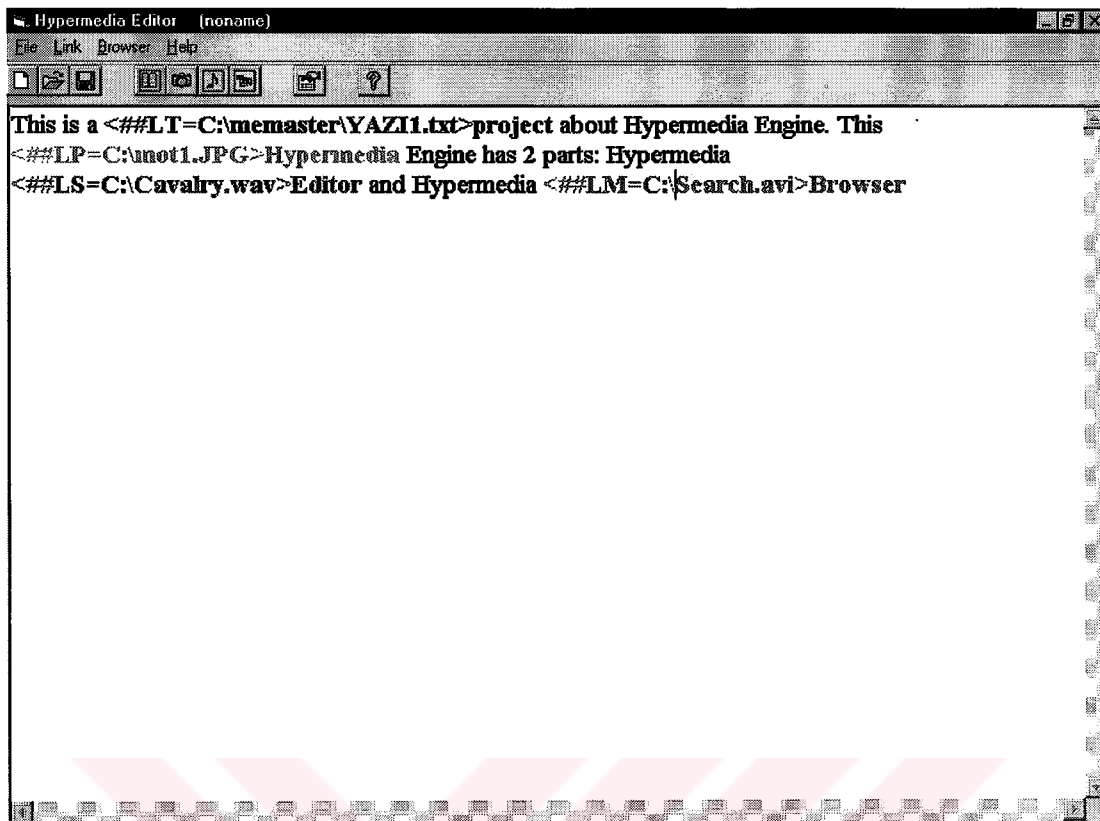 Hypermedia Editor (noname)
File Link Browser Help
This is a <##LT=C:\memaster\YAZI1.txt>project about Hypermedia Engine. This
<##LP=C:\mot1.JPG>Hypermedia Engine has 2 parts: Hypermedia
<##LS=C:\Cavalry.wav>Editor and Hypermedia <##LM=C:\Search.avi>Browser